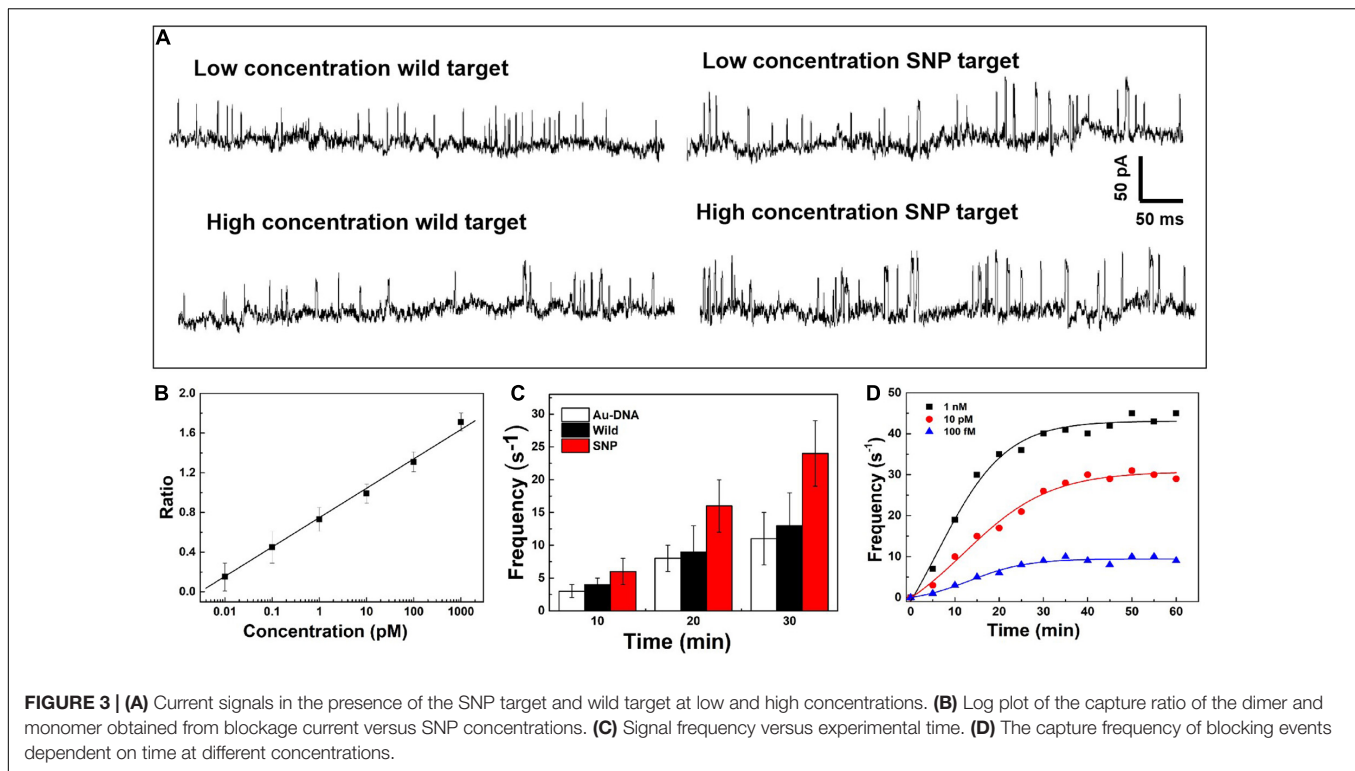 A
Low concentration wild target
Low concentration SNP target
50 pA
50 ms
High concentration wild target
High concentration SNP target
B
2.0
1.6
1.2
0.8
0.4
0.0
Ratio
0.01 0.1 1 10 100 1000
Concentration (pM)
C
30
25
20
15
10
5
0
Frequency (s⁻¹)
Au-DNA
Wild
SNP
10 20 30
Time (min)
D
50
40
30
20
10
0
Frequency (s⁻¹)
1 nM
10 pM
100 fM
0 10 20 30 40 50 60
Time (min)
FIGURE 3 | (A) Current signals in the presence of the SNP target and wild target at low and high concentrations. (B) Log plot of the capture ratio of the dimer and
monomer obtained from blockage current versus SNP concentrations. (C) Signal frequency versus experimental time. (D) The capture frequency of blocking events
dependent on time at different concentrations.